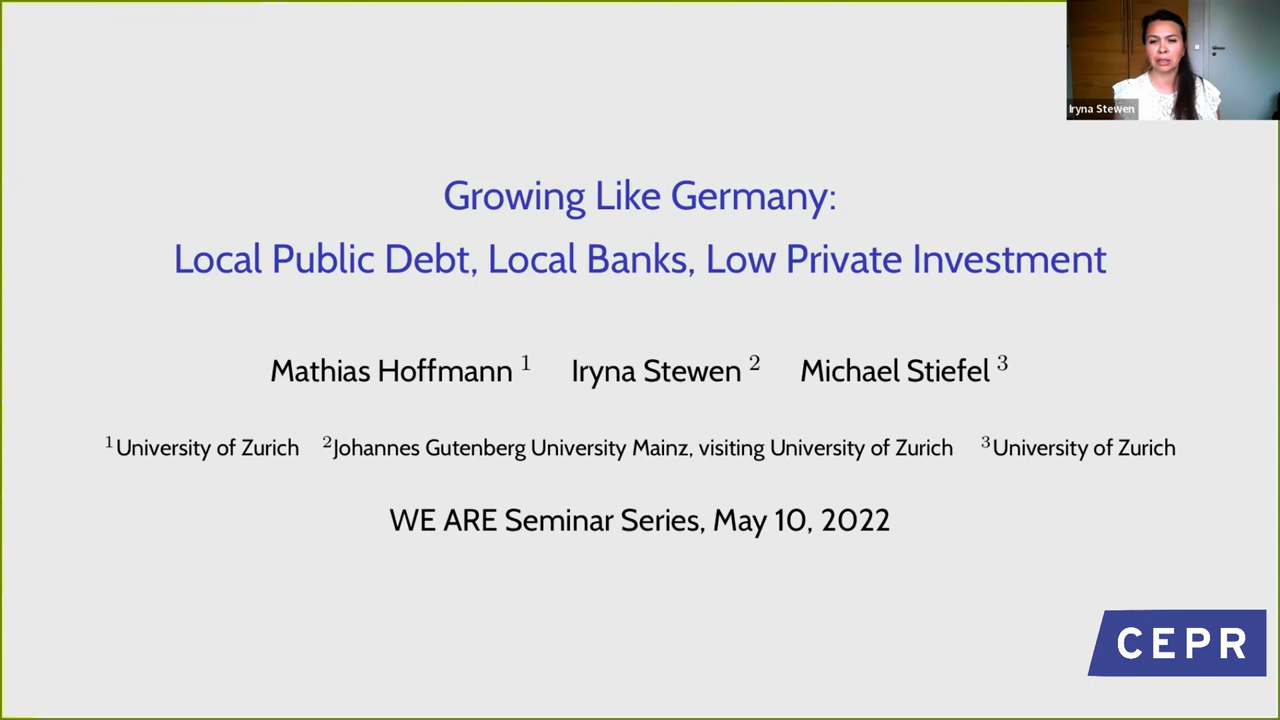 Iryna Stewen
Growing Like Germany:
Local Public Debt, Local Banks, Low Private Investment
Mathias Hoffmann 1 Iryna Stewen 2 Michael Stiefel 3
1University of Zurich 2Johannes Gutenberg University Mainz, visiting University of Zurich 3University of Zurich
WE ARE Seminar Series, May 10, 2022
CEPR